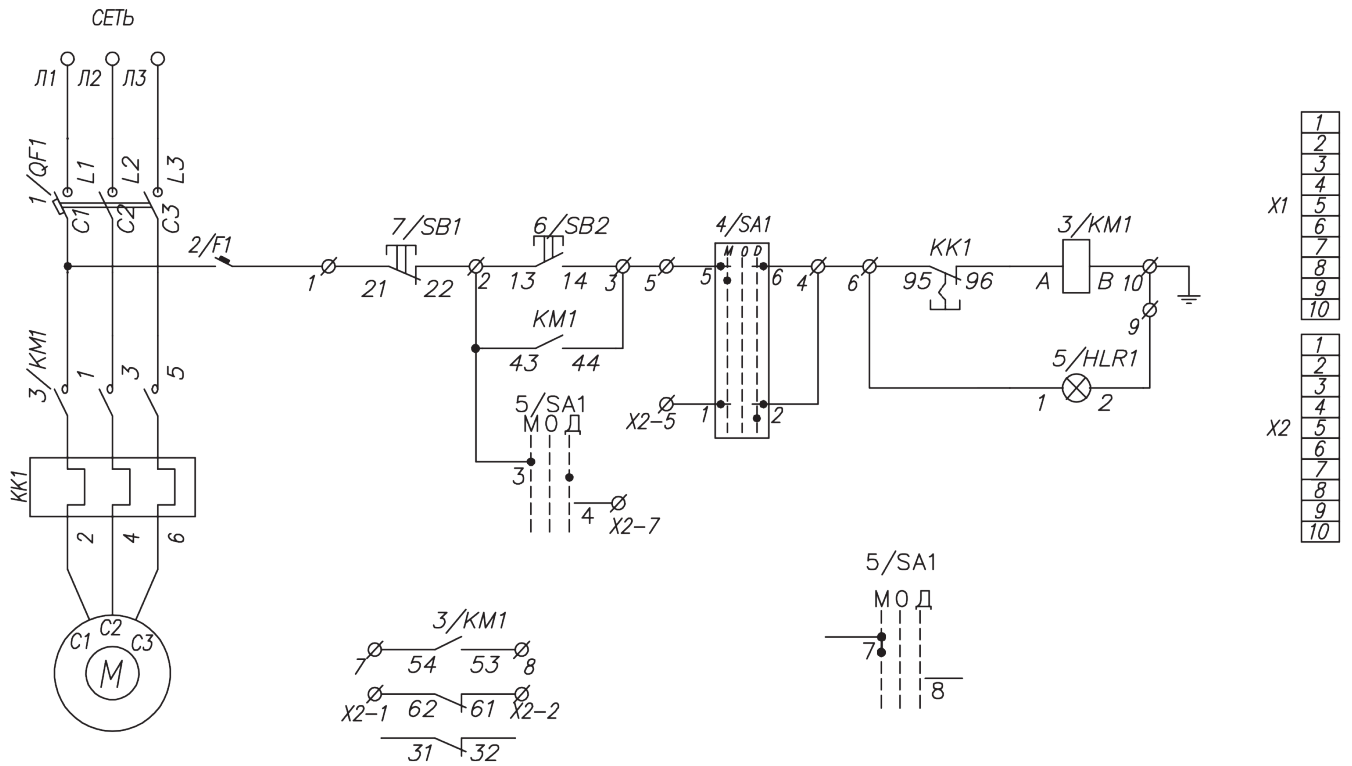 СЕТЬ
Л1 Л2 Л3
1/QF1 L1 L2 L3
C1 C2 C3
2/F1
1
7/SB1
21 22
2
6/SB2
13 14
3
5
KM1
43 44
4/SA1
М О D
5 6
1 2
4
X2-5
6
KK1
95 96
3/KM1
A B
10
9
5/HLR1
1 2
5/SA1
М О Д
3
4
X2-7
3/KM1 1 3 5
KK1
2 4 6
C1 C2 C3
M
3/KM1
7 54 53 8
X2-1 62 61 X2-2
31 32
5/SA1
М О Д
7
8
X1
1
2
3
4
5
6
7
8
9
10
X2
1
2
3
4
5
6
7
8
9
10